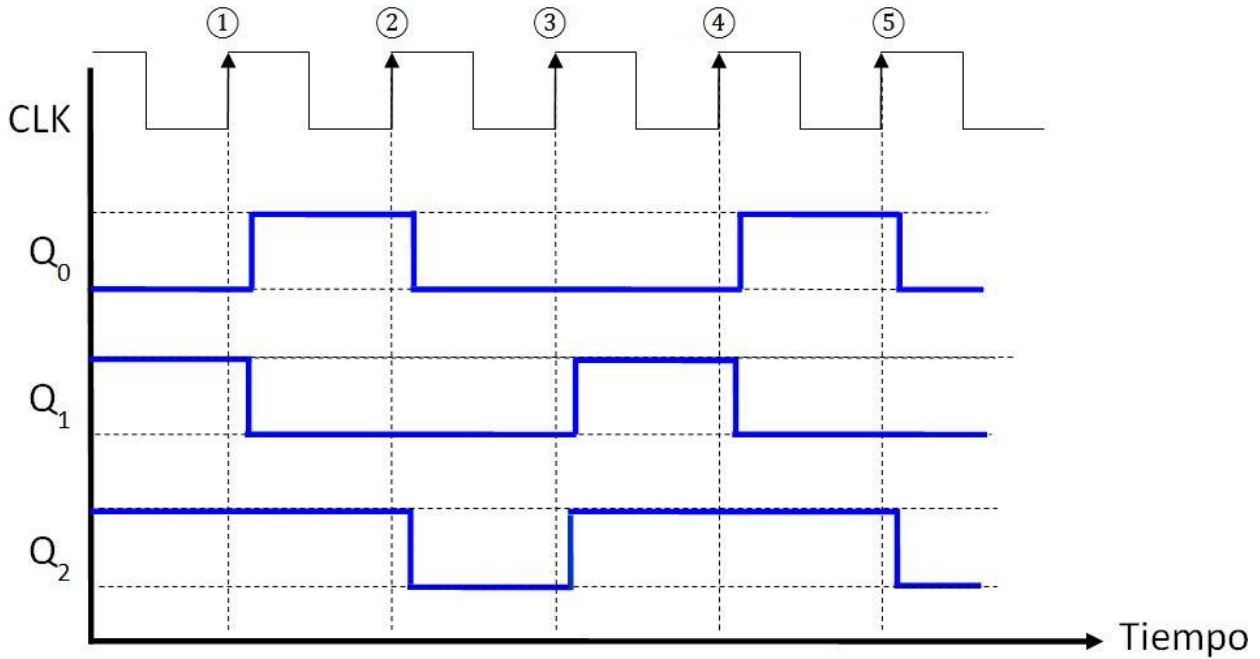 ① ② ③ ④ ⑤
CLK
Q₀
Q₁
Q₂
Tiempo